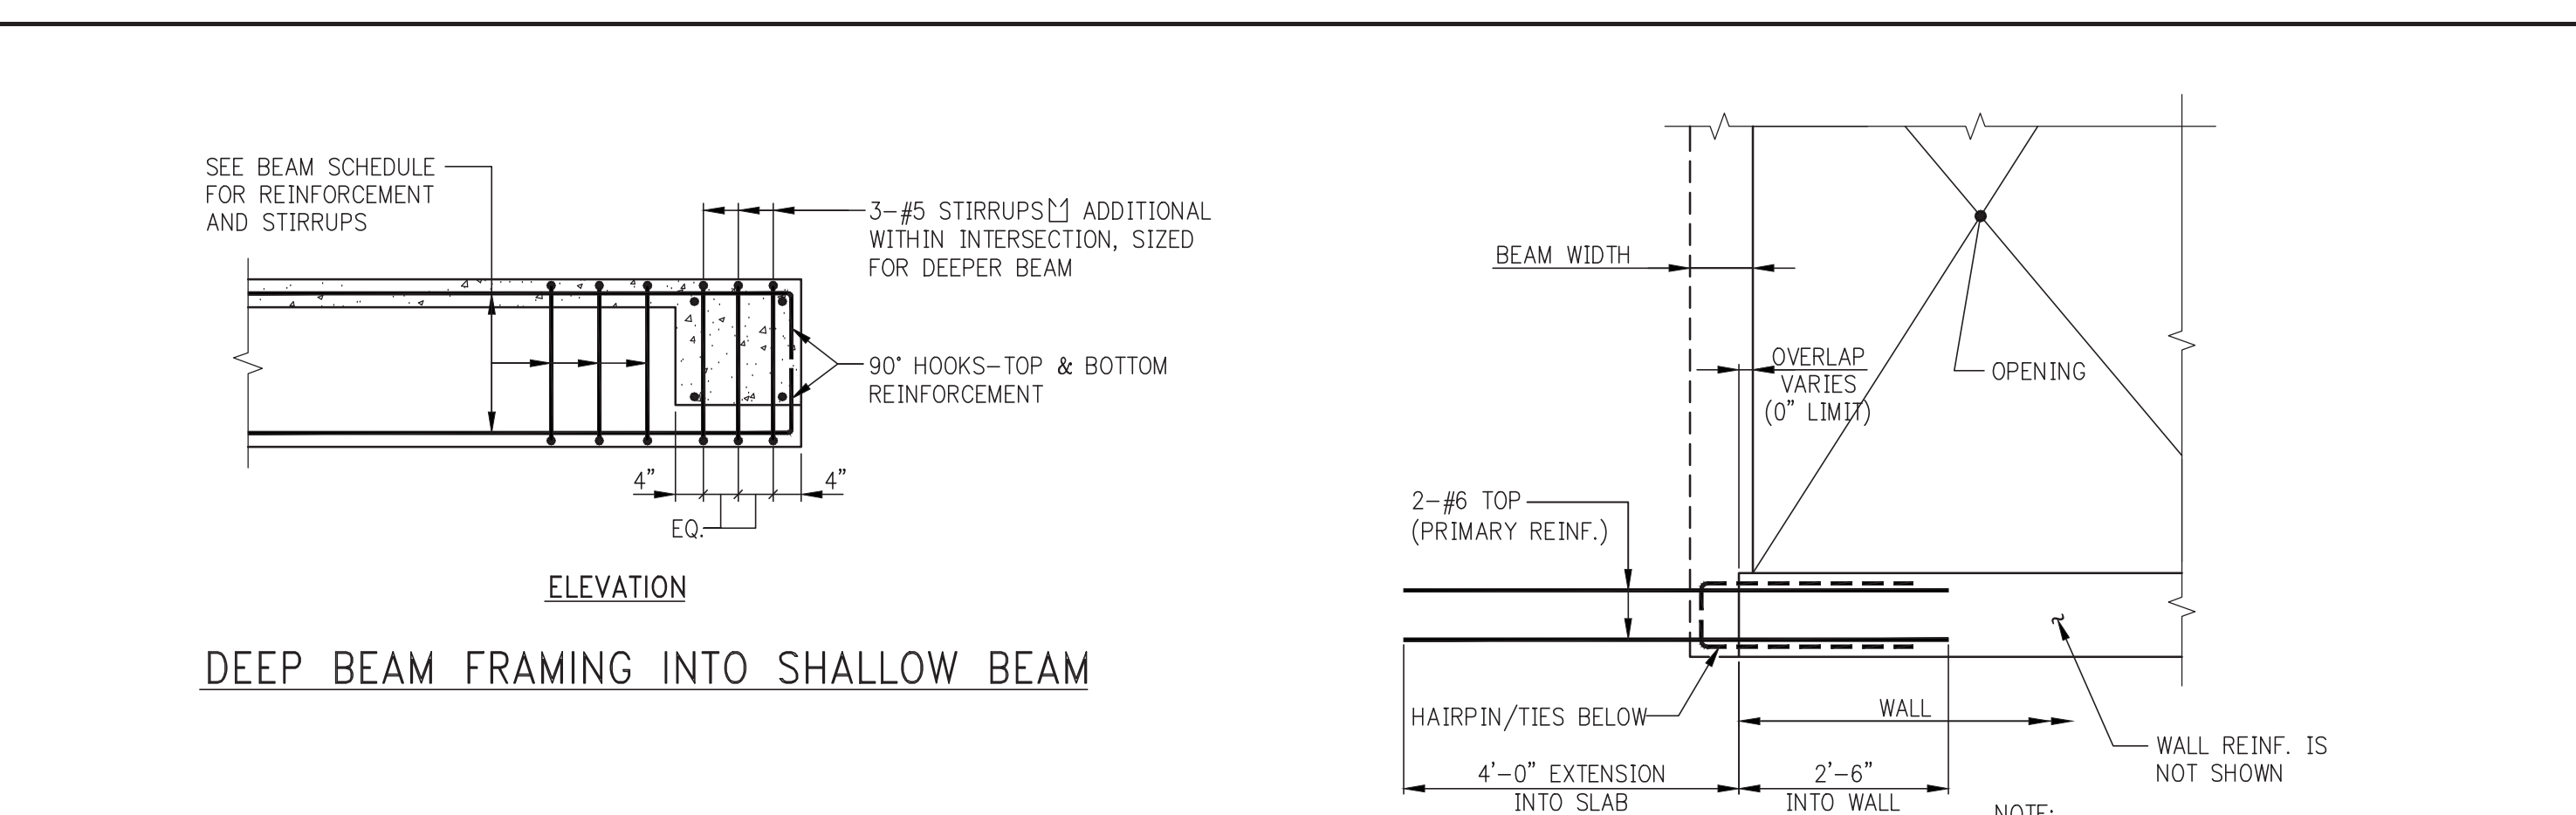 SEE BEAM SCHEDULE
FOR REINFORCEMENT
AND STIRRUPS
3-#5 STIRRUPS ADDITIONAL
WITHIN INTERSECTION, SIZED
FOR DEEPER BEAM
90° HOOKS-TOP & BOTTOM
REINFORCEMENT
4"
4"
EQ.
ELEVATION
DEEP BEAM FRAMING INTO SHALLOW BEAM
BEAM WIDTH
OVERLAP
VARIES
(0" LIMIT)
OPENING
2-#6 TOP
(PRIMARY REINF.)
HAIRPIN/TIES BELOW
WALL
WALL REINF. IS
NOT SHOWN
4'-0" EXTENSION
INTO SLAB
2'-6"
INTO WALL
NOTE: